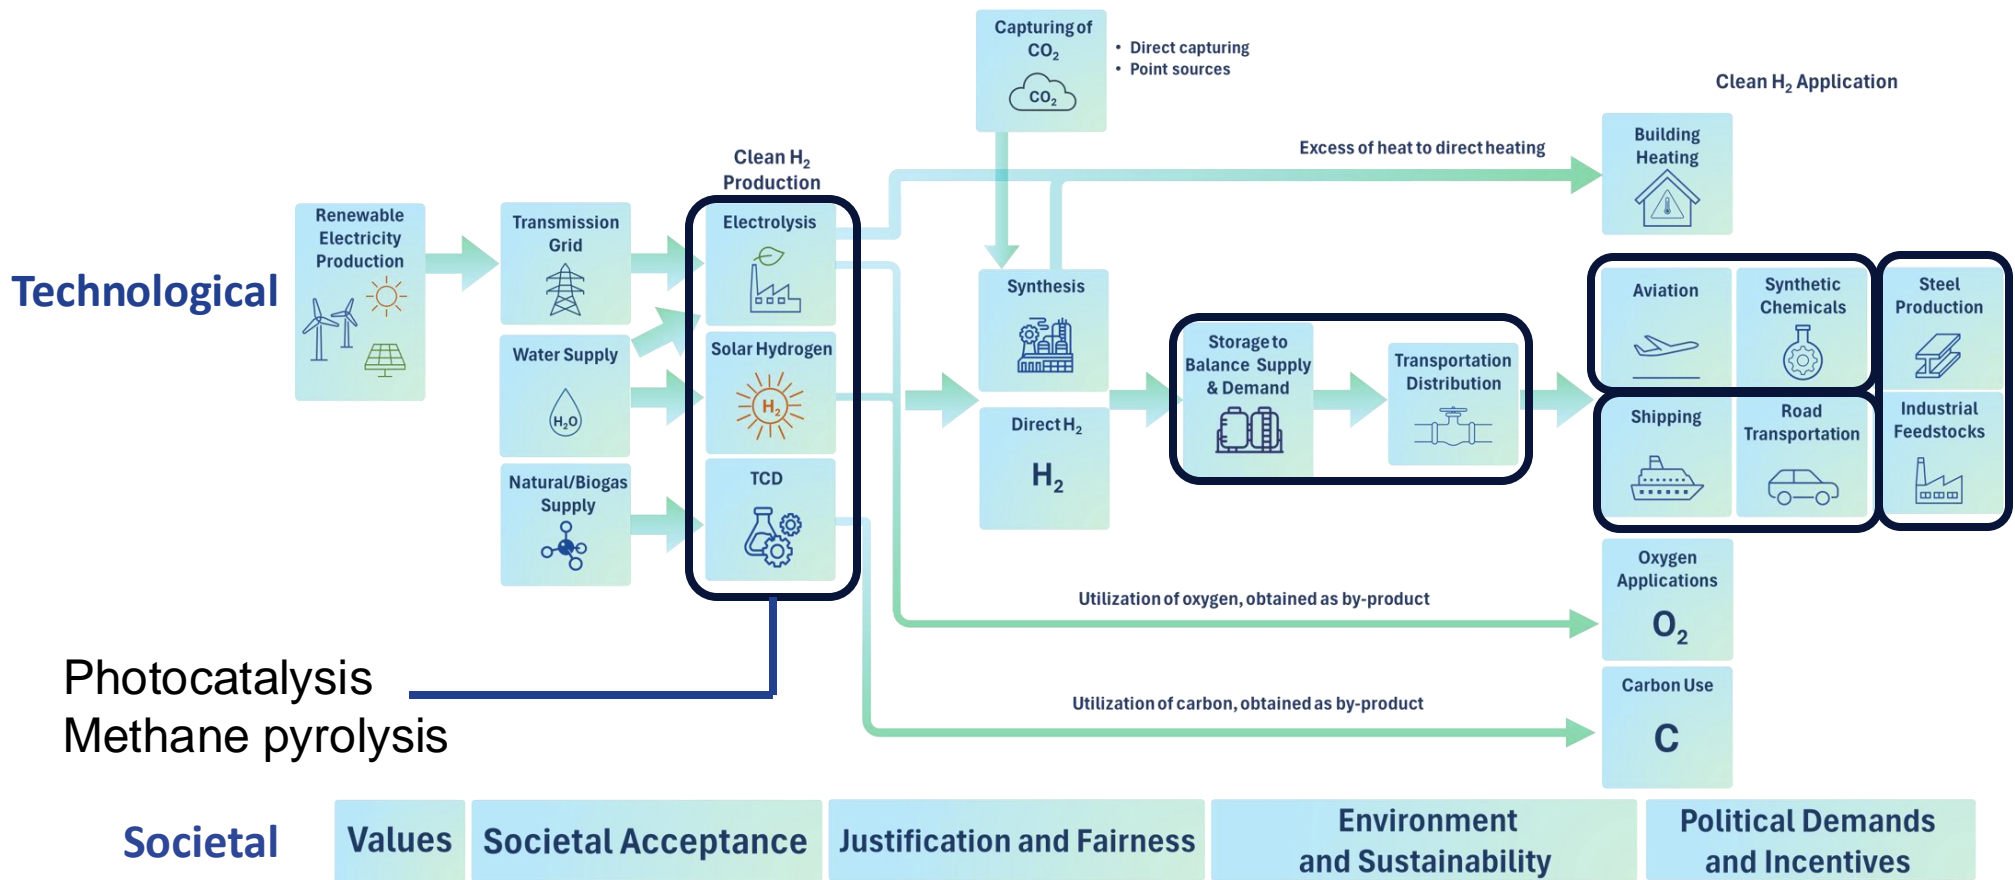 Capturing of
CO₂
CO₂
• Direct capturing
• Point sources
Clean H₂ Application
Building
Heating
Excess of heat to direct heating
Clean H₂
Production
Technological
Renewable
Electricity
Production
Transmission
Grid
Electrolysis
Water Supply
H₂O
Solar Hydrogen
H₂
Natural/Biogas
Supply
TCD
Synthesis
Direct H₂
H₂
Storage to
Balance Supply
& Demand
Transportation
Distribution
Aviation
Synthetic
Chemicals
Steel
Production
Shipping
Road
Transportation
Industrial
Feedstocks
Oxygen
Applications
O₂
Utilization of oxygen, obtained as by-product
Carbon Use
C
Utilization of carbon, obtained as by-product
Photocatalysis
Methane pyrolysis
Societal
Values
Societal Acceptance
Justification and Fairness
Environment
and Sustainability
Political Demands
and Incentives